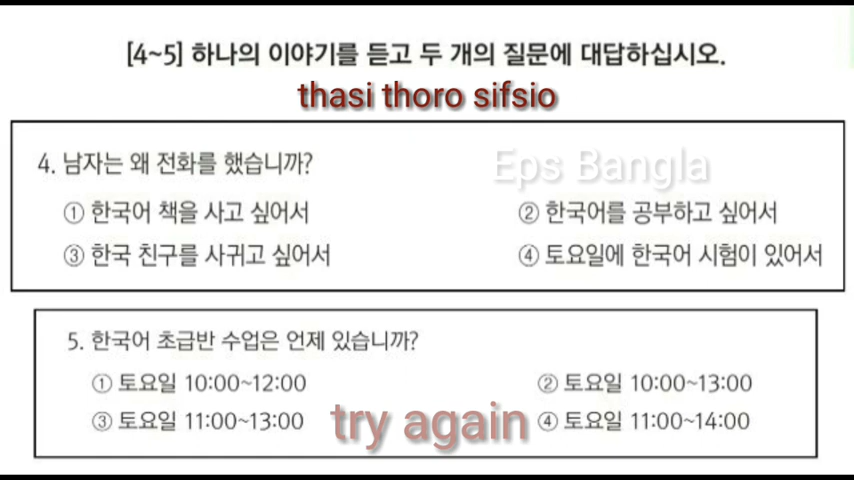 [4~5] 하나의 이야기를 듣고 두 개의 질문에 대답하십시오.
thasi thoro sifsio
Eps Bangla
4. 남자는 왜 전화를 했습니까?
① 한국어 책을 사고 싶어서 ② 한국어를 공부하고 싶어서
③ 한국 친구를 사귀고 싶어서 ④ 토요일에 한국어 시험이 있어서
5. 한국어 초급반 수업은 언제 있습니까?
① 토요일 10:00~12:00 ② 토요일 10:00~13:00
③ 토요일 11:00~13:00 ④ 토요일 11:00~14:00
try again